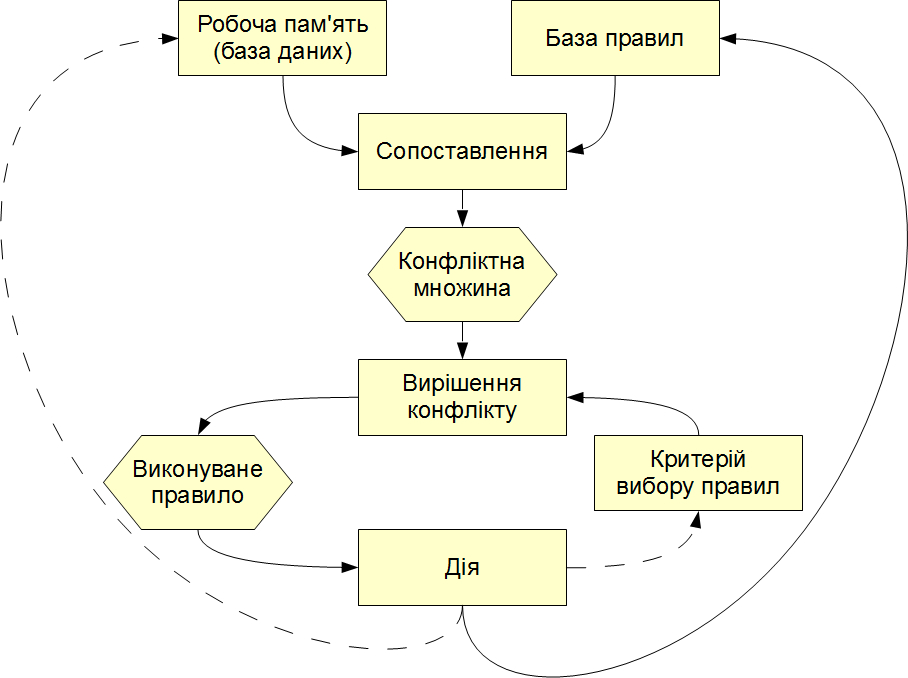 Робоча пам'ять
(база даних)
База правил
Сопоставлення
Конфліктна
множина
Вирішення
конфлікту
Виконуване
правило
Критерій
вибору правил
Дія